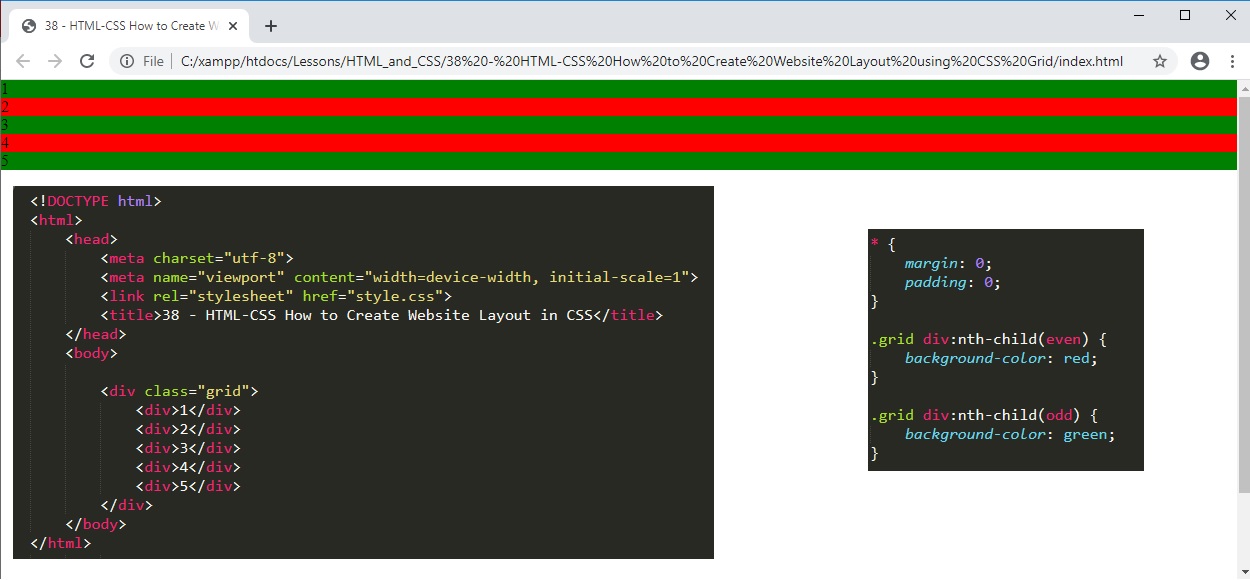 38 - HTML-CSS How to Create W
File
C:/xampp/htdocs/Lessons/HTML_and_CSS/38%20-%20HTML-CSS%20How%20to%20Create%20Website%20Layout%20using%20CSS%20Grid/index.html
1
2
3
4
5
<!DOCTYPE html>
<html>
<head>
<meta charset="utf-8">
<meta name="viewport" content="width=device-width, initial-scale=1">
<link rel="stylesheet" href="style.css">
<title>38 - HTML-CSS How to Create Website Layout in CSS</title>
</head>
<body>
<div class="grid">
<div>1</div>
<div>2</div>
<div>3</div>
<div>4</div>
<div>5</div>
</div>
</body>
</html>
* {
margin: 0;
padding: 0;
}
.grid div:nth-child(even) {
background-color: red;
}
.grid div:nth-child(odd) {
background-color: green;
}